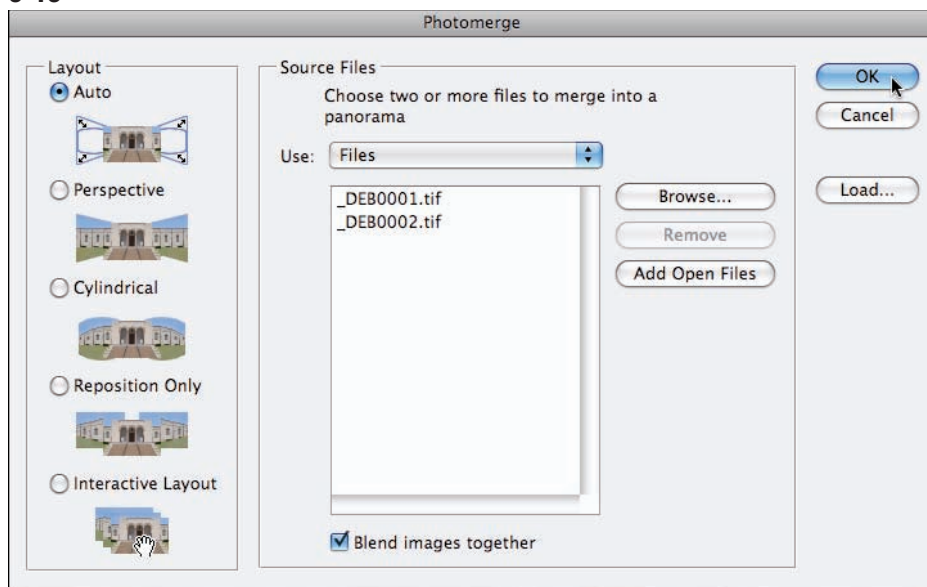 Photomerge
Layout
Auto
Perspective
Cylindrical
Reposition Only
Interactive Layout
Source Files
Choose two or more files to merge into a
panorama
Use: Files
_DEB0001.tif
_DEB0002.tif
Browse...
Remove
Add Open Files
Blend images together
OK
Cancel
Load...